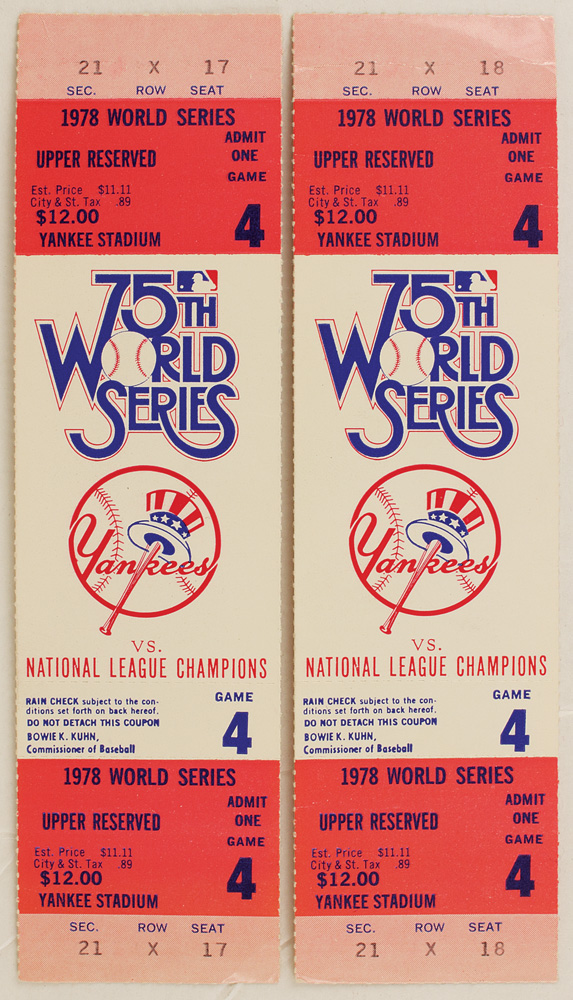 21 X 17
SEC. ROW SEAT
1978 WORLD SERIES
ADMIT
UPPER RESERVED ONE
GAME
Est. Price $11.11
City & St. Tax .89
$12.00
4
YANKEE STADIUM
75TH
WORLD
SERIES
Yankees
VS.
NATIONAL LEAGUE CHAMPIONS
RAIN CHECK subject to the con-
ditions set forth on back hereof.
DO NOT DETACH THIS COUPON
BOWIE K. KUHN,
Commissioner of Baseball
GAME
4
1978 WORLD SERIES
ADMIT
UPPER RESERVED ONE
GAME
Est. Price $11.11
City & St. Tax .89
$12.00
4
YANKEE STADIUM
SEC. ROW SEAT
21 X 17
21 X 18
SEC. ROW SEAT
1978 WORLD SERIES
ADMIT
UPPER RESERVED ONE
GAME
Est. Price $11.11
City & St. Tax .89
$12.00
4
YANKEE STADIUM
75TH
WORLD
SERIES
Yankees
VS.
NATIONAL LEAGUE CHAMPIONS
RAIN CHECK subject to the con-
ditions set forth on back hereof.
DO NOT DETACH THIS COUPON
BOWIE K. KUHN,
Commissioner of Baseball
GAME
4
1978 WORLD SERIES
ADMIT
UPPER RESERVED ONE
GAME
Est. Price $11.11
City & St. Tax .89
$12.00
4
YANKEE STADIUM
SEC. ROW SEAT
21 X 18